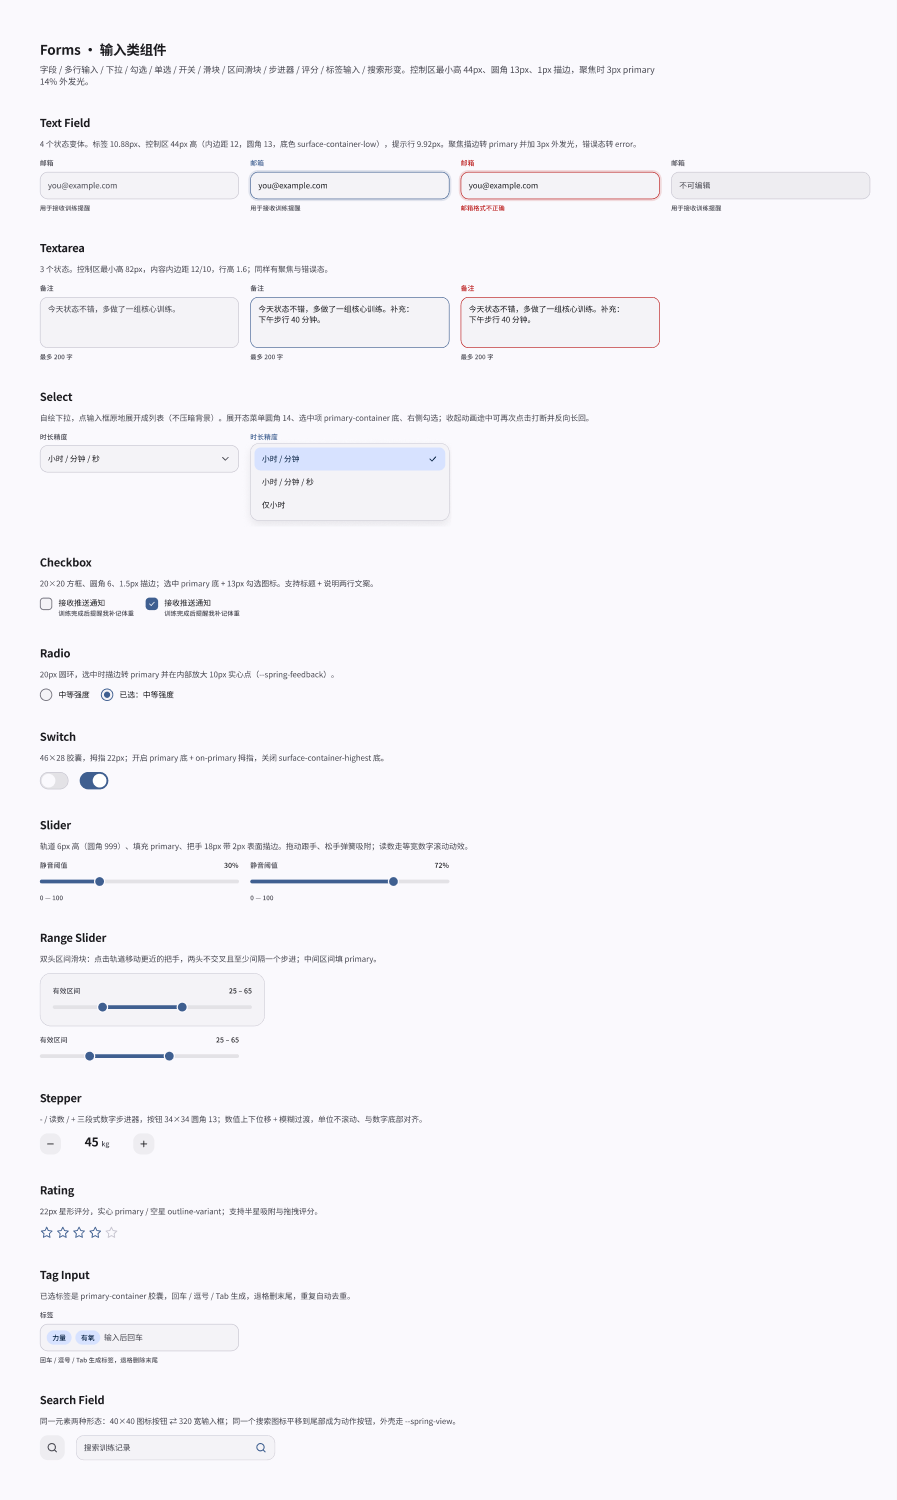 Forms · 输入类组件
字段 / 多行输入 / 下拉 / 勾选 / 单选 / 开关 / 滑块 / 区间滑块 / 步进器 / 评分 / 标签输入 / 搜索形变。控制区最小高 44px、圆角 13px、1px 描边，聚焦时 3px primary
14% 外发光。
Text Field
4 个状态变体。标签 10.88px、控制区 44px 高（内边距 12，圆角 13，底色 surface-container-low），提示行 9.92px。聚焦描边转 primary 并加 3px 外发光，错误态转 error。
邮箱 邮箱 邮箱 邮箱
you@example.com you@example.com you@example.com 不可编辑
用于接收训练提醒 用于接收训练提醒 邮箱格式不正确 用于接收训练提醒
Textarea
3 个状态。控制区最小高 82px，内容内边距 12/10，行高 1.6；同样有聚焦与错误态。
备注 备注 备注
今天状态不错，多做了一组核心训练。 今天状态不错，多做了一组核心训练。补充： 今天状态不错，多做了一组核心训练。补充：
下午步行 40 分钟。 下午步行 40 分钟。
最多 200 字 最多 200 字 最多 200 字
Select
自绘下拉，点输入框原地展开成列表（不压暗背景）。展开态菜单圆角 14、选中项 primary-container 底、右侧勾选；收起动画途中可再次点击打断并反向长回。
时长精度 时长精度
小时 / 分钟 / 秒 小时 / 分钟
小时 / 分钟 / 秒
仅小时
Checkbox
20×20 方框、圆角 6、1.5px 描边；选中 primary 底 + 13px 勾选图标。支持标题 + 说明两行文案。
接收推送通知 接收推送通知
训练完成后提醒我补记体重 训练完成后提醒我补记体重
Radio
20px 圆环，选中时描边转 primary 并在内部放大 10px 实心点（--spring-feedback）。
中等强度 已选：中等强度
Switch
46×28 胶囊，拇指 22px；开启 primary 底 + on-primary 拇指，关闭 surface-container-highest 底。
Slider
轨道 6px 高（圆角 999）、填充 primary、把手 18px 带 2px 表面描边。拖动跟手、松手弹簧吸附；读数走等宽数字滚动动效。
静音阈值 30% 静音阈值 72%
0 — 100 0 — 100
Range Slider
双头区间滑块：点击轨道移动更近的把手，两头不交叉且至少间隔一个步进；中间区间填 primary。
有效区间 25 – 65
有效区间 25 – 65
Stepper
- / 读数 / + 三段式数字步进器，按钮 34×34 圆角 13；数值上下位移 + 模糊过渡，单位不滚动、与数字底部对齐。
45 kg
Rating
22px 星形评分，实心 primary / 空星 outline-variant；支持半星吸附与拖拽评分。
Tag Input
已选标签是 primary-container 胶囊，回车 / 逗号 / Tab 生成，退格删末尾，重复自动去重。
标签
力量 有氧 输入后回车
回车 / 逗号 / Tab 生成标签，退格删除末尾
Search Field
同一元素两种形态：40×40 图标按钮 ⇄ 320 宽输入框；同一个搜索图标平移到尾部成为动作按钮，外壳走 --spring-view。
搜索训练记录